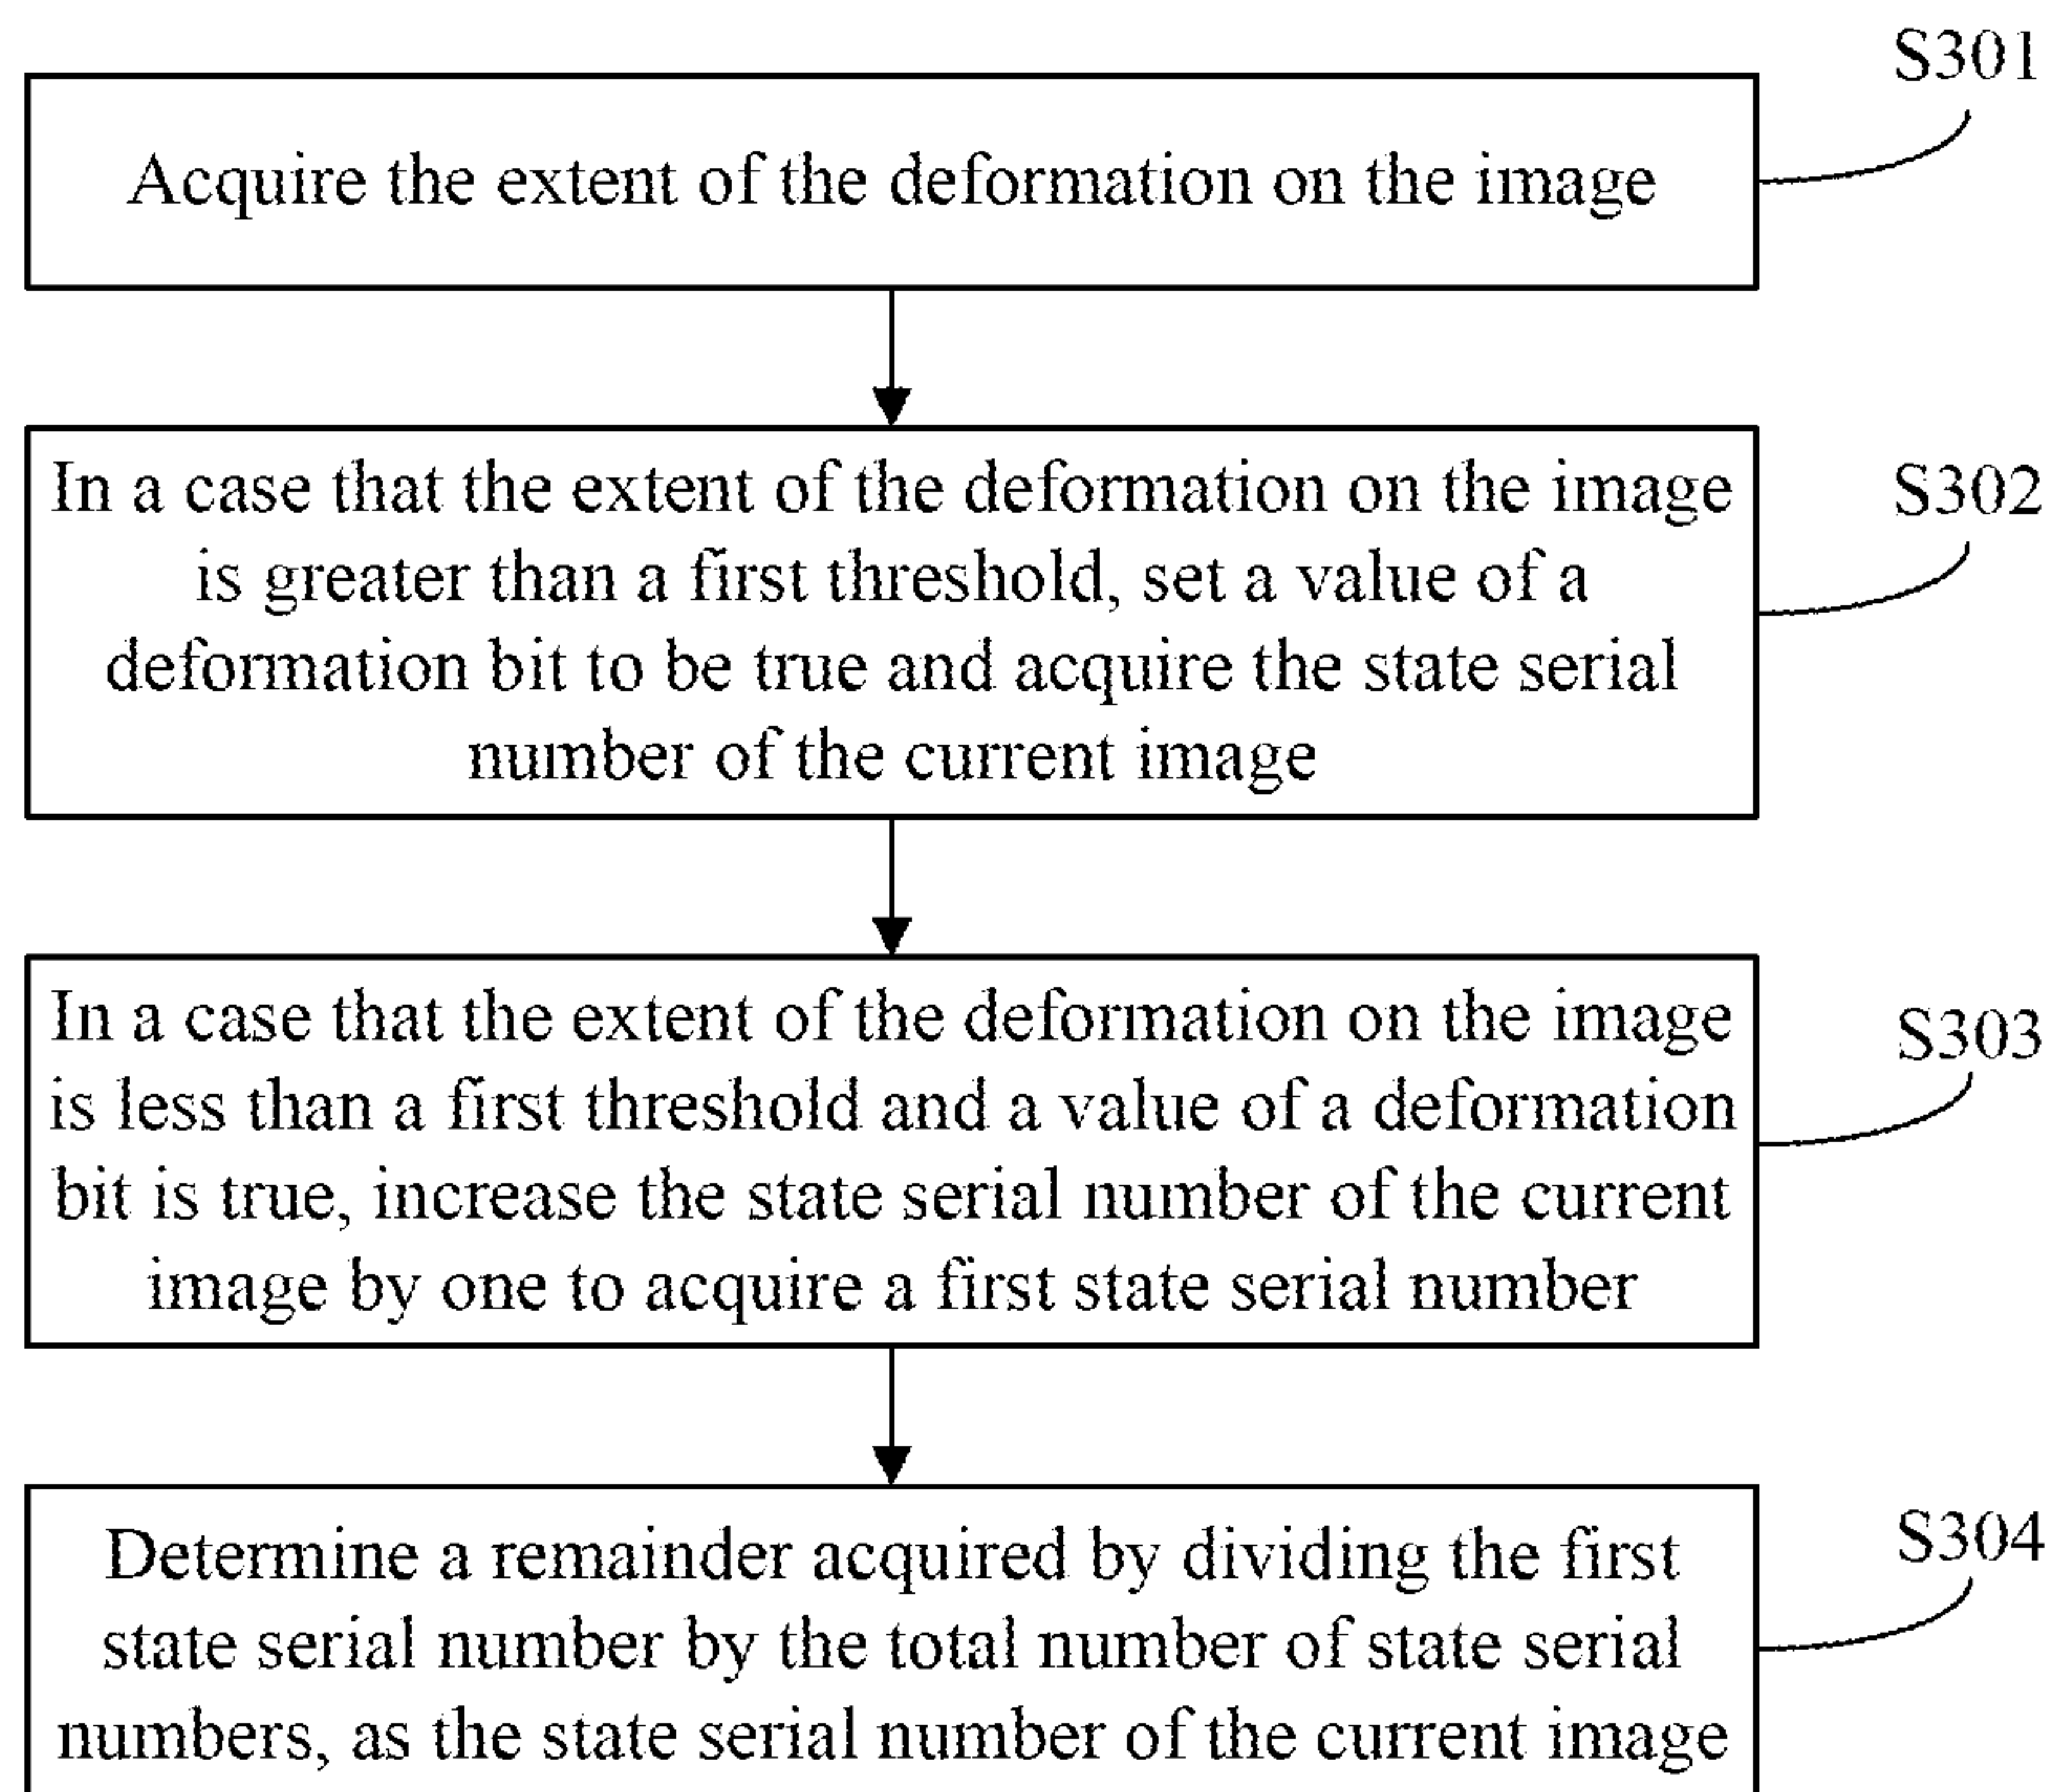 S301
Acquire the extent of the deformation on the image
In a case that the extent of the deformation on the image
is greater than a first threshold, set a value of a
deformation bit to be true and acquire the state serial
number of the current image
S302
In a case that the extent of the deformation on the image
is less than a first threshold and a value of a deformation
bit is true, increase the state serial number of the current
image by one to acquire a first state serial number
S303
Determine a remainder acquired by dividing the first
state serial number by the total number of state serial
numbers, as the state serial number of the current image
S304